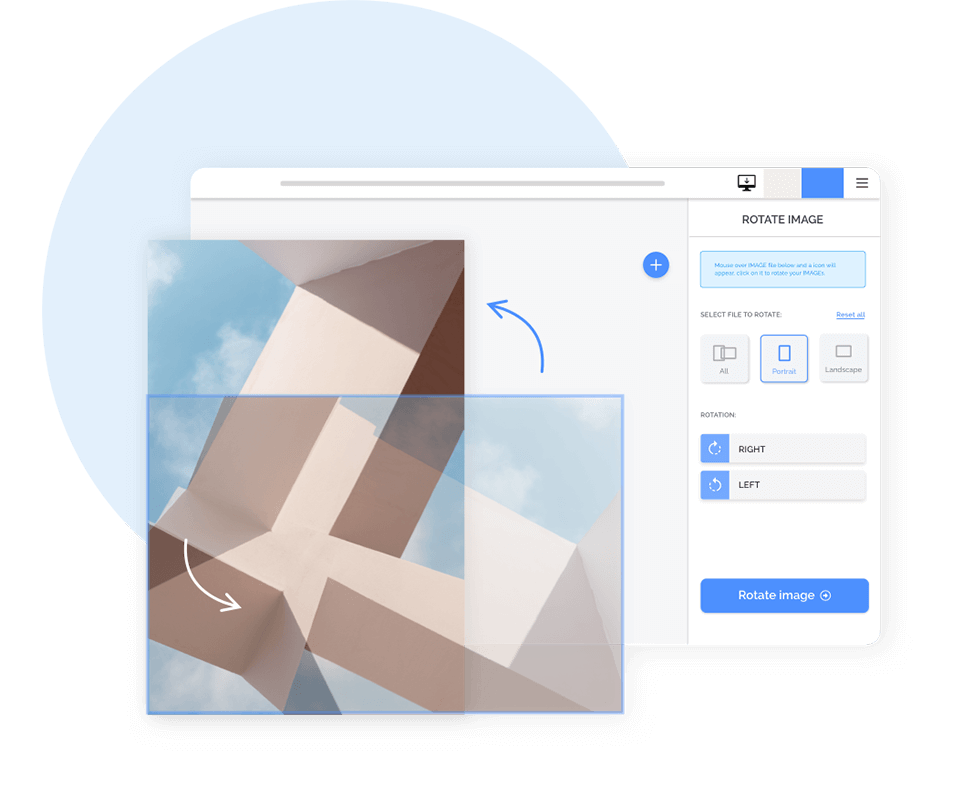 ROTATE IMAGE
Mouse over IMAGE file below and a icon will
appear, click on it to rotate your IMAGEs.
SELECT FILE TO ROTATE:
Reset all
All
Portrait
Landscape
ROTATION:
RIGHT
LEFT
Rotate image